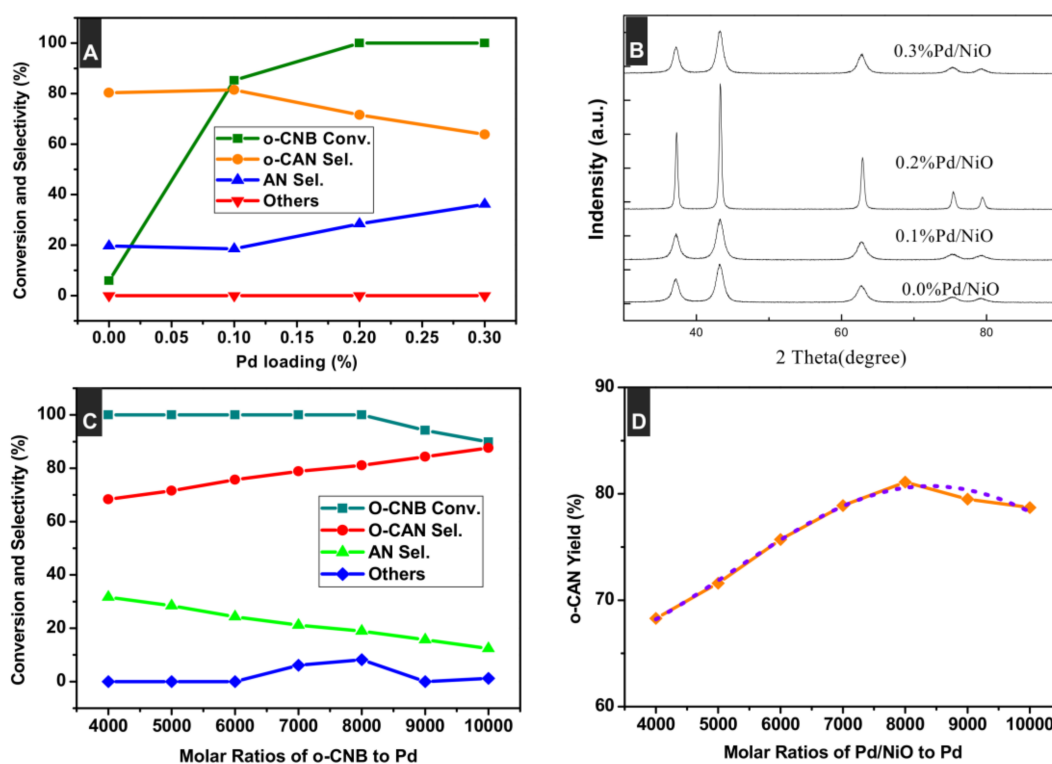 A
Conversion and Selectivity (%)
100
80
60
40
20
0
o-CNB Conv.
o-CAN Sel.
AN Sel.
Others
0.00 0.05 0.10 0.15 0.20 0.25 0.30
Pd loading (%)
B
Indensity (a.u.)
0.3%Pd/NiO
0.2%Pd/NiO
0.1%Pd/NiO
0.0%Pd/NiO
40 60 80
2 Theta(degree)
C
Conversion and Selectivity (%)
100
80
60
40
20
0
O-CNB Conv.
O-CAN Sel.
AN Sel.
Others
4000 5000 6000 7000 8000 9000 10000
Molar Ratios of o-CNB to Pd
D
o-CAN Yield (%)
90
80
70
60
4000 5000 6000 7000 8000 9000 10000
Molar Ratios of Pd/NiO to Pd